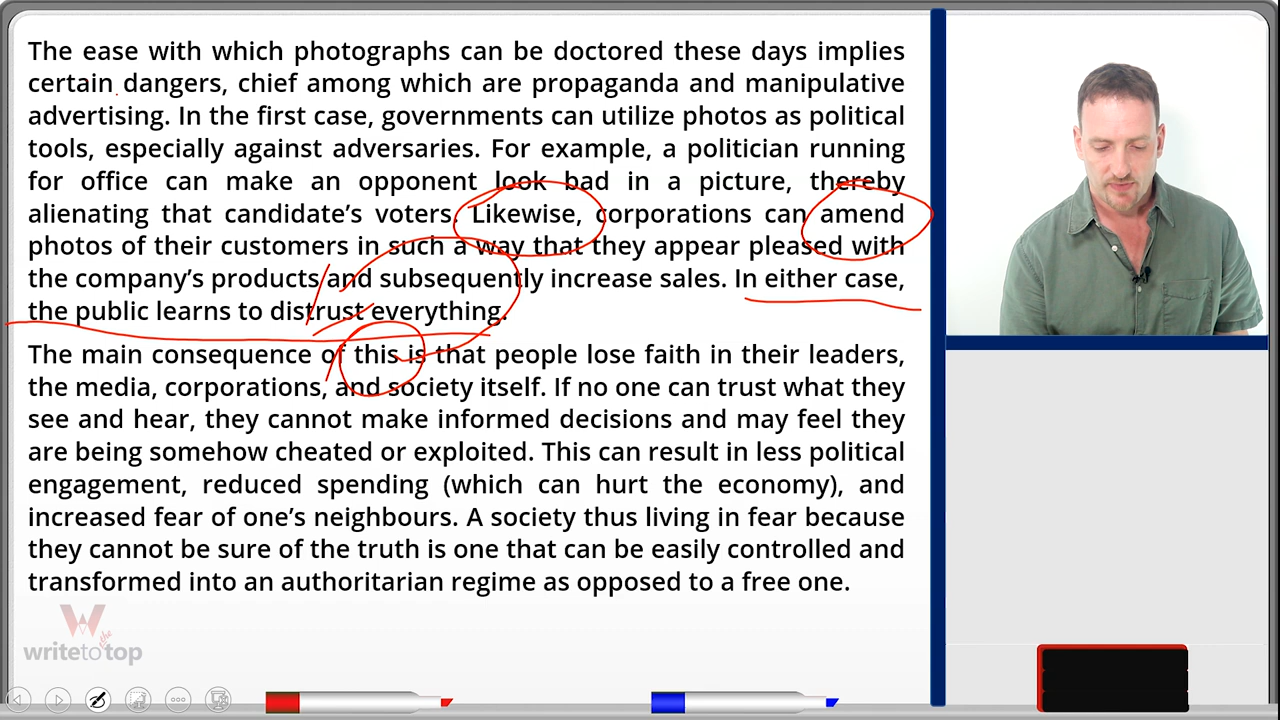 The ease with which photographs can be doctored these days implies
certain dangers, chief among which are propaganda and manipulative
advertising. In the first case, governments can utilize photos as political
tools, especially against adversaries. For example, a politician running
for office can make an opponent look bad in a picture, thereby
alienating that candidate's voters. Likewise, corporations can amend
photos of their customers in such a way that they appear pleased with
the company's products and subsequently increase sales. In either case,
the public learns to distrust everything.
The main consequence of this is that people lose faith in their leaders,
the media, corporations, and society itself. If no one can trust what they
see and hear, they cannot make informed decisions and may feel they
are being somehow cheated or exploited. This can result in less political
engagement, reduced spending (which can hurt the economy), and
increased fear of one's neighbours. A society thus living in fear because
they cannot be sure of the truth is one that can be easily controlled and
transformed into an authoritarian regime as opposed to a free one.
W
the
writetotop